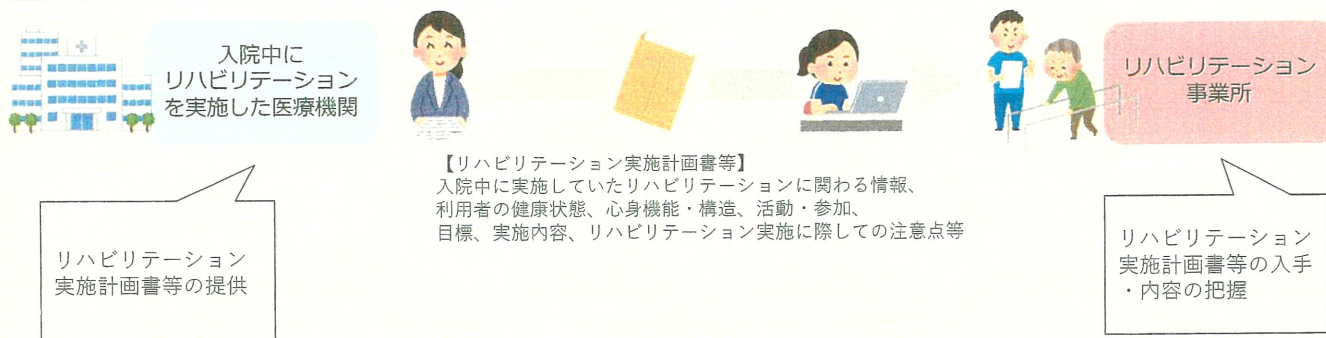 入院中に
リハビリテーション
を実施した医療機関
リハビリテーション
事業所
【リハビリテーション実施計画書等】
入院中に実施していたリハビリテーションに関わる情報、
利用者の健康状態、心身機能・構造、活動・参加、
目標、実施内容、リハビリテーション実施に際しての注意点等
リハビリテーション
実施計画書等の提供
リハビリテーション
実施計画書等の入手
・内容の把握